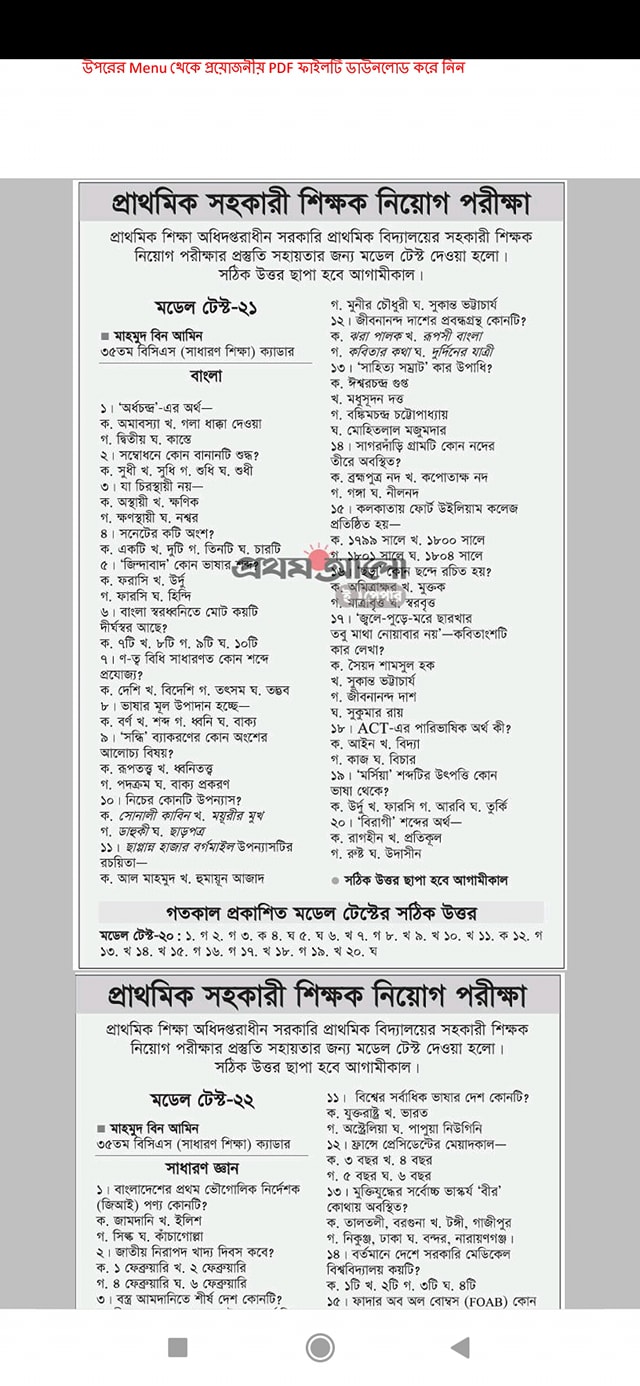 উপরের Menu থেকে প্রয়োজনীয় PDF ফাইলটি ডাউনলোড করে নিন
প্রাথমিক সহকারী শিক্ষক নিয়োগ পরীক্ষা
প্রাথমিক শিক্ষা অধিদপ্তরাধীন সরকারি প্রাথমিক বিদ্যালয়ের সহকারী শিক্ষক
নিয়োগ পরীক্ষার প্রস্তুতি সহায়তার জন্য মডেল টেস্ট দেওয়া হলো।
সঠিক উত্তর ছাপা হবে আগামীকাল।
মডেল টেস্ট-২১
■ মাহমুদ বিন আমিন
৩৫তম বিসিএস (সাধারণ শিক্ষা) ক্যাডার
বাংলা
১। ‘অর্ধচন্দ্র’-এর অর্থ—
ক. অমাবস্যা খ. গলা ধাক্কা দেওয়া
গ. দ্বিতীয় ঘ. কাস্তে
২। সম্বোধনে কোন বানানটি শুদ্ধ?
ক. সুধী খ. সুধি গ. শুধি ঘ. শুধী
৩। যা চিরস্থায়ী নয়—
ক. অস্থায়ী খ. ক্ষণিক
গ. ক্ষণস্থায়ী ঘ. নশ্বর
৪। সনেটের কটি অংশ?
ক. একটি খ. দুটি গ. তিনটি ঘ. চারটি
৫। ‘জিন্দাবাদ’ কোন ভাষার শব্দ?
ক. ফরাসি খ. উর্দু
গ. ফারসি ঘ. হিন্দি
৬। বাংলা স্বরধ্বনিতে মোট কয়টি
দীর্ঘস্বর আছে?
ক. ৭টি খ. ৮টি গ. ৯টি ঘ. ১০টি
৭। ণ-ত্ব বিধি সাধারণত কোন শব্দে
প্রযোজ্য?
ক. দেশি খ. বিদেশি গ. তৎসম ঘ. তদ্ভব
৮। ভাষার মূল উপাদান হচ্ছে—
ক. বর্ণ খ. শব্দ গ. ধ্বনি ঘ. বাক্য
৯। ‘সন্ধি’ ব্যাকরণের কোন অংশের
আলোচ্য বিষয়?
ক. রূপতত্ত্ব খ. ধ্বনিতত্ত্ব
গ. পদক্রম ঘ. বাক্য প্রকরণ
১০। নিচের কোনটি উপন্যাস?
ক. সোনালী কাবিন খ. ময়ূরীর মুখ
গ. ডাহুকী ঘ. ছাড়পত্র
১১। ছাপ্পান্ন হাজার বর্গমাইল উপন্যাসটির
রচয়িতা—
ক. আল মাহমুদ খ. হুমায়ূন আজাদ
গ. মুনীর চৌধুরী ঘ. সুকান্ত ভট্টাচার্য
১২। জীবনানন্দ দাশের প্রবন্ধগ্রন্থ কোনটি?
ক. ঝরা পালক খ. রূপসী বাংলা
গ. কবিতার কথা ঘ. দুর্দিনের যাত্রী
১৩। ‘সাহিত্য সম্রাট’ কার উপাধি?
ক. ঈশ্বরচন্দ্র গুপ্ত
খ. মধুসূদন দত্ত
গ. বঙ্কিমচন্দ্র চট্টোপাধ্যায়
ঘ. মোহিতলাল মজুমদার
১৪। সাগরদাঁড়ি গ্রামটি কোন নদের
তীরে অবস্থিত?
ক. ব্রহ্মপুত্র নদ খ. কপোতাক্ষ নদ
গ. গঙ্গা ঘ. নীলনদ
১৫। কলকাতায় ফোর্ট উইলিয়াম কলেজ
প্রতিষ্ঠিত হয়—
ক. ১৭৯৯ সালে খ. ১৮০০ সালে
গ. ১৮০১ সালে ঘ. ১৮০৪ সালে
১৬। ‘ছড়া’ কোন ছন্দে রচিত হয়?
ক. অমিত্রাক্ষর খ. মুক্তক
গ. মাত্রাবৃত্ত ঘ. স্বরবৃত্ত
১৭। ‘জ্বলে-পুড়ে-মরে ছারখার
তবু মাথা নোয়াবার নয়’—কবিতাংশটি
কার লেখা?
ক. সৈয়দ শামসুল হক
খ. সুকান্ত ভট্টাচার্য
গ. জীবনানন্দ দাশ
ঘ. সুকুমার রায়
১৮। ACT-এর পারিভাষিক অর্থ কী?
ক. আইন খ. বিদ্যা
গ. কাজ ঘ. বিচার
১৯। ‘মর্সিয়া’ শব্দটির উৎপত্তি কোন
ভাষা থেকে?
ক. উর্দু খ. ফারসি গ. আরবি ঘ. তুর্কি
২০। ‘বিরাগী’ শব্দের অর্থ—
ক. রাগহীন খ. প্রতিকূল
গ. রুষ্ট ঘ. উদাসীন
● সঠিক উত্তর ছাপা হবে আগামীকাল
প্রথম আলো
ই-পেপার
গতকাল প্রকাশিত মডেল টেস্টের সঠিক উত্তর
মডেল টেস্ট-২০ : ১. গ ২. গ ৩. ক ৪. ঘ ৫. ঘ ৬. খ ৭. গ ৮. খ ৯. খ ১০. খ ১১. ক ১২. গ
১৩. খ ১৪. খ ১৫. গ ১৬. গ ১৭. খ ১৮. গ ১৯. খ ২০. ঘ
প্রাথমিক সহকারী শিক্ষক নিয়োগ পরীক্ষা
প্রাথমিক শিক্ষা অধিদপ্তরাধীন সরকারি প্রাথমিক বিদ্যালয়ের সহকারী শিক্ষক
নিয়োগ পরীক্ষার প্রস্তুতি সহায়তার জন্য মডেল টেস্ট দেওয়া হলো।
সঠিক উত্তর ছাপা হবে আগামীকাল।
মডেল টেস্ট-২২
■ মাহমুদ বিন আমিন
৩৫তম বিসিএস (সাধারণ শিক্ষা) ক্যাডার
সাধারণ জ্ঞান
১। বাংলাদেশের প্রথম ভৌগোলিক নির্দেশক
(জিআই) পণ্য কোনটি?
ক. জামদানি খ. ইলিশ
গ. সিল্ক ঘ. কাঁচাগোল্লা
২। জাতীয় নিরাপদ খাদ্য দিবস কবে?
ক. ১ ফেব্রুয়ারি খ. ২ ফেব্রুয়ারি
গ. ৪ ফেব্রুয়ারি ঘ. ৬ ফেব্রুয়ারি
৩। বস্ত্র আমদানিতে শীর্ষ দেশ কোনটি?
১১। বিশ্বের সর্বাধিক ভাষার দেশ কোনটি?
ক. যুক্তরাষ্ট্র খ. ভারত
গ. অস্ট্রেলিয়া ঘ. পাপুয়া নিউগিনি
১২। ফ্রান্সে প্রেসিডেন্টের মেয়াদকাল—
ক. ৩ বছর খ. ৪ বছর
গ. ৫ বছর ঘ. ৬ বছর
১৩। মুক্তিযুদ্ধের সর্বোচ্চ ভাস্কর্য ‘বীর’
কোথায় অবস্থিত?
ক. তালতলী, বরগুনা খ. টঙ্গী, গাজীপুর
গ. নিকুঞ্জ, ঢাকা ঘ. বন্দর, নারায়ণগঞ্জ।
১৪। বর্তমানে দেশে সরকারি মেডিকেল
বিশ্ববিদ্যালয় কয়টি?
ক. ১টি খ. ২টি গ. ৩টি ঘ. ৪টি
১৫। ফাদার অব অল বোম্বস (FOAB) কোন